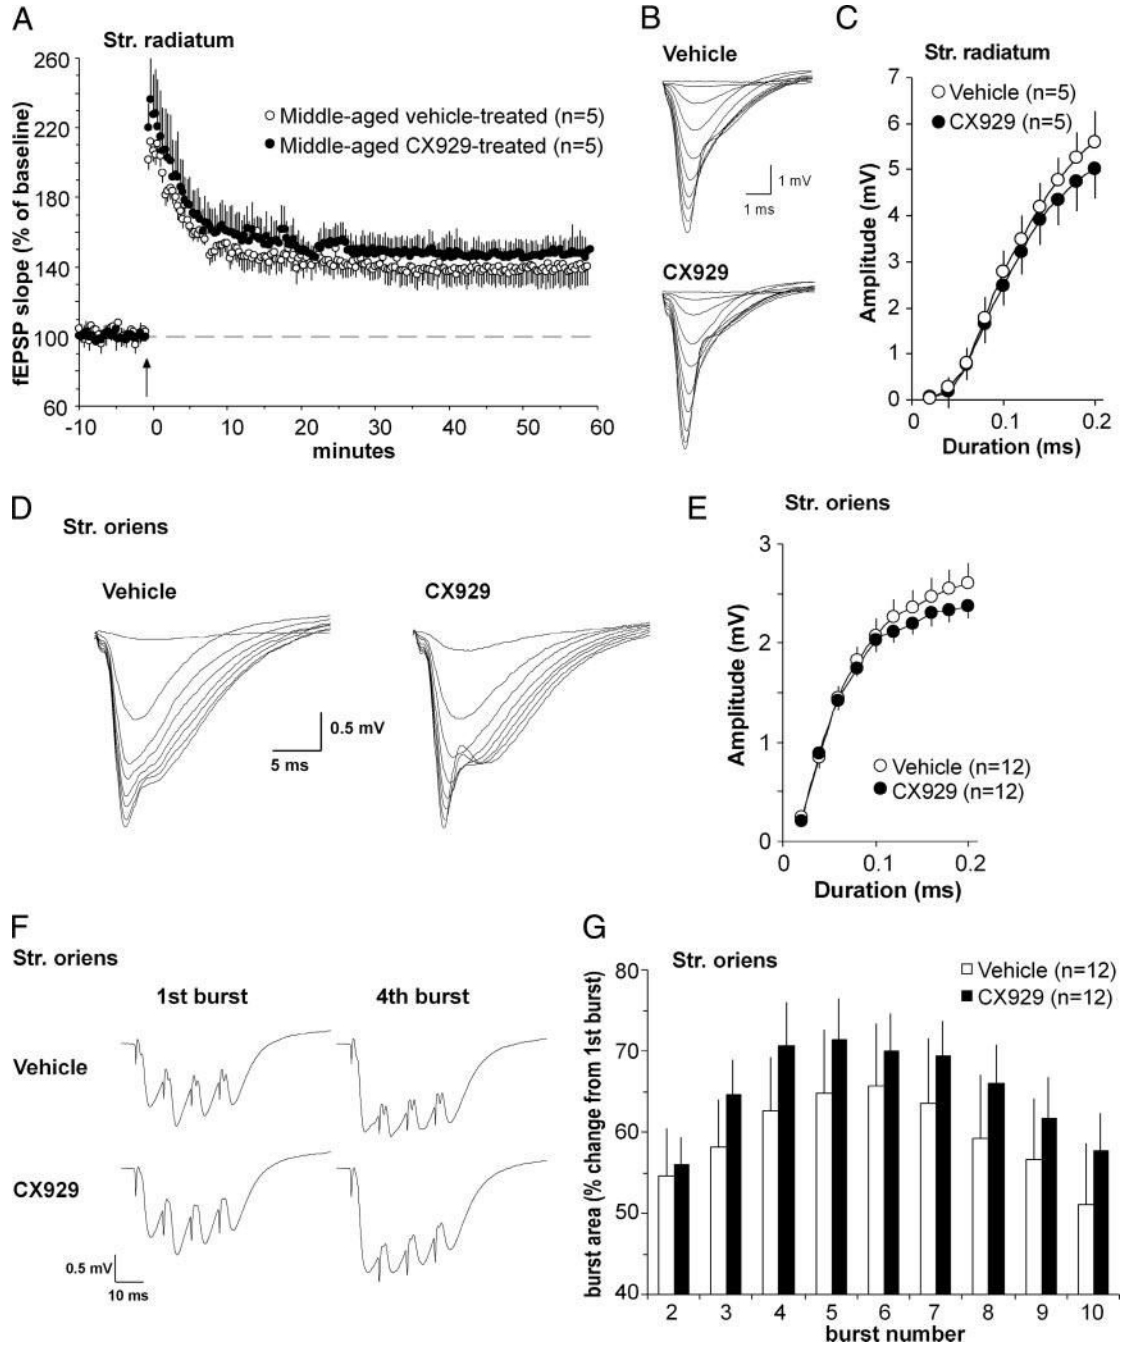 A
Str. radiatum
fEPSP slope (% of baseline)
260
220
180
140
100
60
Middle-aged vehicle-treated (n=5)
Middle-aged CX929-treated (n=5)
-10 0 10 20 30 40 50 60
minutes
B
Vehicle
1 mV
1 ms
CX929
C
Str. radiatum
Amplitude (mV)
7
6
5
4
3
2
1
0
Vehicle (n=5)
CX929 (n=5)
0 0.1 0.2
Duration (ms)
D
Str. oriens
Vehicle
CX929
0.5 mV
5 ms
E
Str. oriens
Amplitude (mV)
3
2
1
0
Vehicle (n=12)
CX929 (n=12)
0 0.1 0.2
Duration (ms)
F
Str. oriens
1st burst 4th burst
Vehicle
CX929
0.5 mV
10 ms
G
Str. oriens
burst area (% change from 1st burst)
80
70
60
50
40
Vehicle (n=12)
CX929 (n=12)
2 3 4 5 6 7 8 9 10
burst number